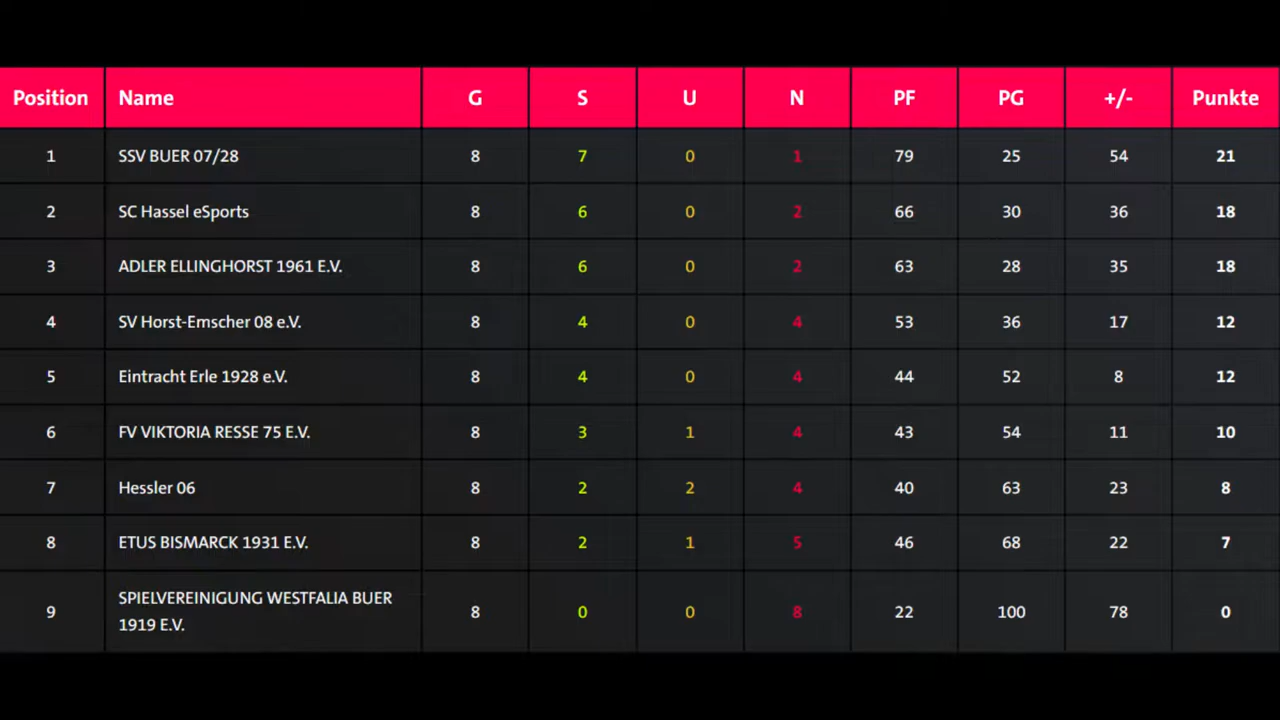 Position Name G S U N PF PG +/- Punkte
1 SSV BUER 07/28 8 7 0 1 79 25 54 21
2 SC Hassel eSports 8 6 0 2 66 30 36 18
3 ADLER ELLINGHORST 1961 E.V. 8 6 0 2 63 28 35 18
4 SV Horst-Emscher 08 e.V. 8 4 0 4 53 36 17 12
5 Eintracht Erle 1928 e.V. 8 4 0 4 44 52 8 12
6 FV VIKTORIA RESSE 75 E.V. 8 3 1 4 43 54 11 10
7 Hessler 06 8 2 2 4 40 63 23 8
8 ETUS BISMARCK 1931 E.V. 8 2 1 5 46 68 22 7
9 SPIELVEREINIGUNG WESTFALIA BUER
1919 E.V. 8 0 0 8 22 100 78 0